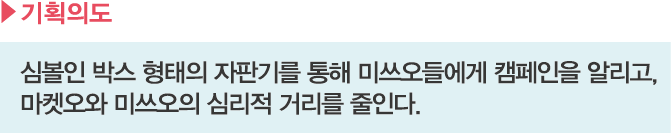 ▶기획의도
심볼인 박스 형태의 자판기를 통해 미쓰오들에게 캠페인을 알리고,
마켓오와 미쓰오의 심리적 거리를 줄인다.